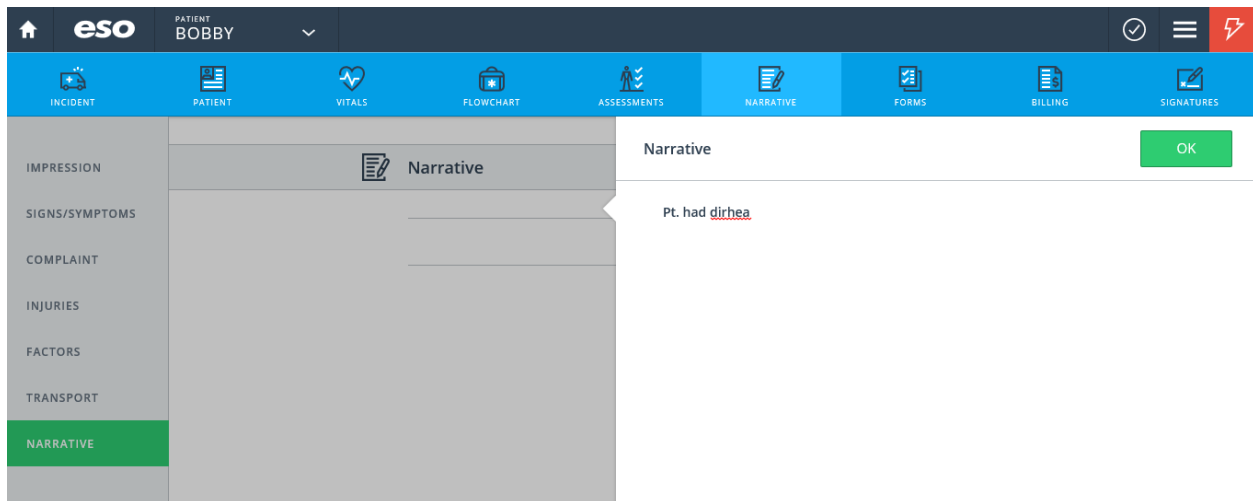 eso
PATIENT
BOBBY
INCIDENT
PATIENT
VITALS
FLOWCHART
ASSESSMENTS
NARRATIVE
FORMS
BILLING
SIGNATURES
IMPRESSION
SIGNS/SYMPTOMS
COMPLAINT
INJURIES
FACTORS
TRANSPORT
NARRATIVE
Narrative
Narrative
OK
Pt. had dirhea